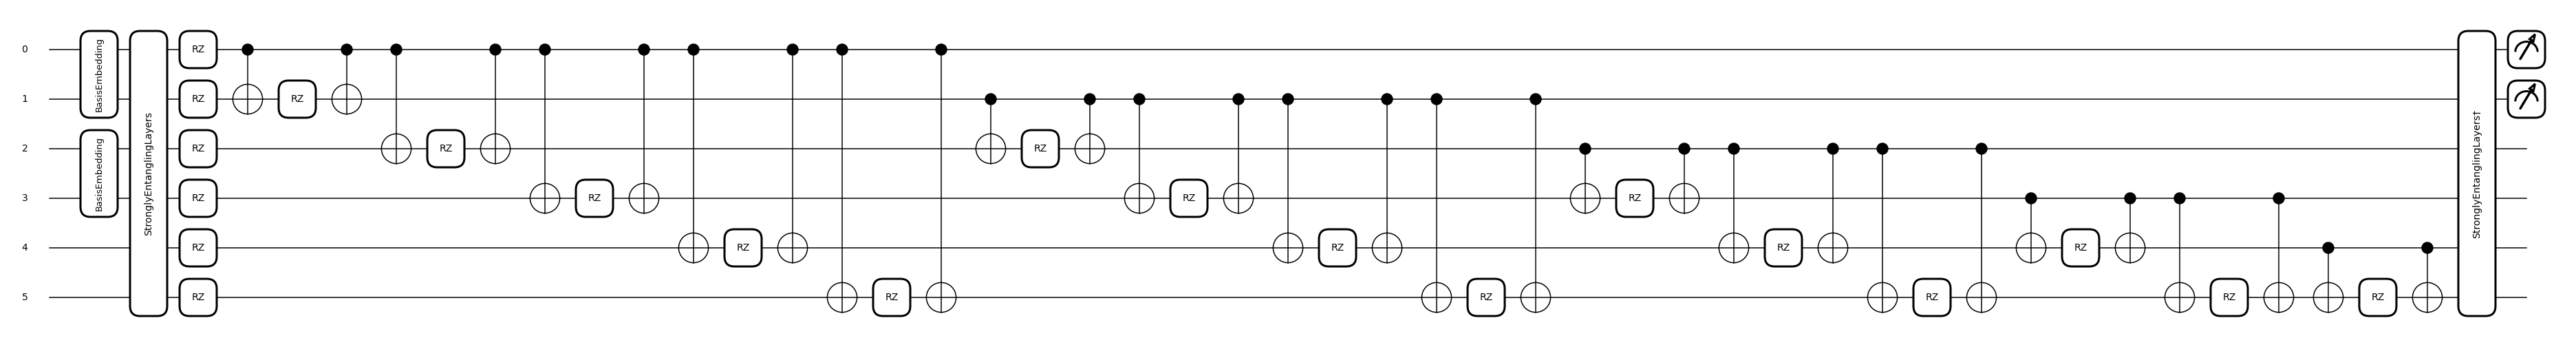 0 RZ
BasisEmbedding
1 RZ RZ
2 RZ RZ RZ
StronglyEntanglingLayers
StronglyEntanglingLayers†
BasisEmbedding
3 RZ RZ RZ RZ
4 RZ RZ RZ RZ RZ
5 RZ RZ RZ RZ RZ RZ